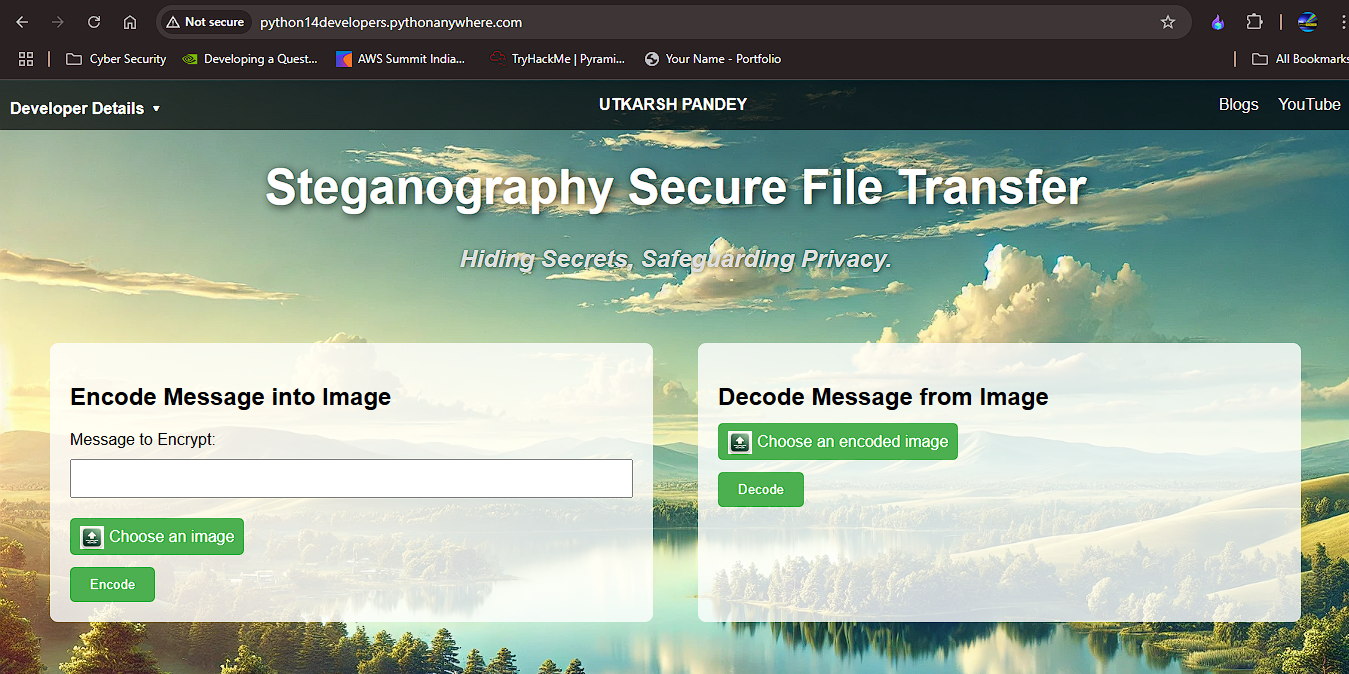 Not secure python14developers.pythonanywhere.com
Cyber Security Developing a Quest... AWS Summit India... TryHackMe | Pyrami... Your Name - Portfolio All Bookmarks
Developer Details ▼ UTKARSH PANDEY Blogs YouTube
Steganography Secure File Transfer
Hiding Secrets, Safeguarding Privacy.
Encode Message into Image
Message to Encrypt:
Choose an image
Encode
Decode Message from Image
Choose an encoded image
Decode